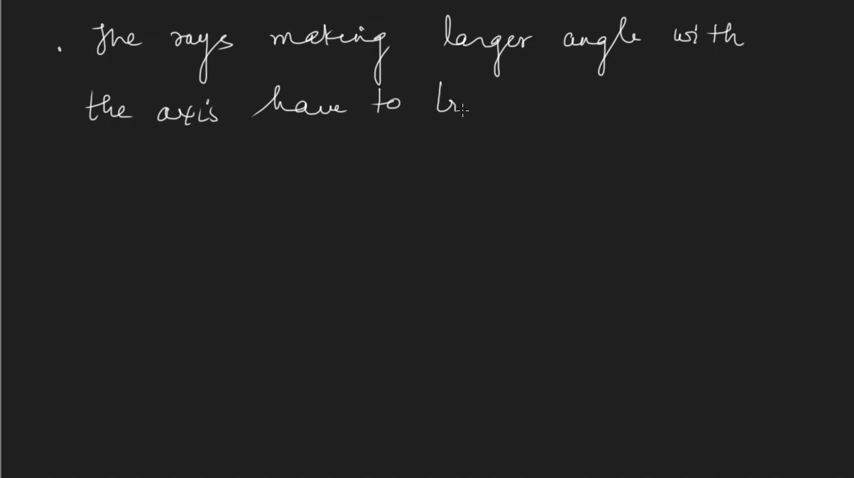 . The rays making larger angle with
the axis have to